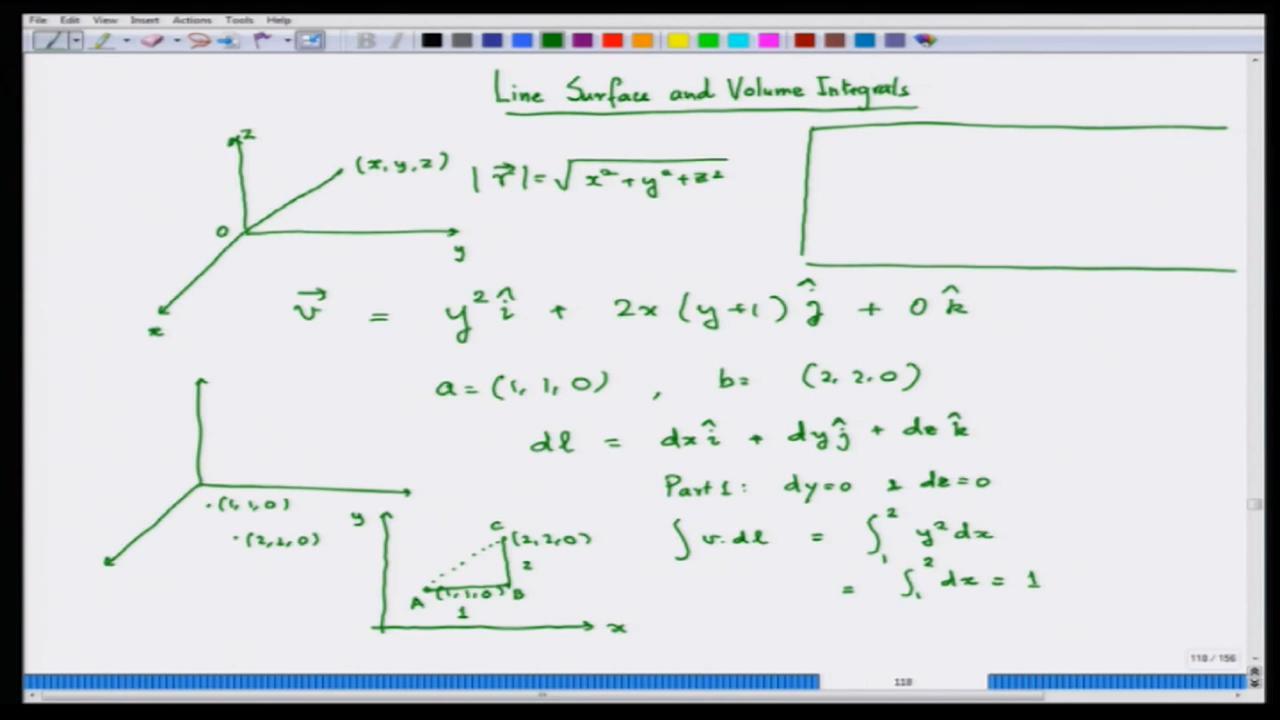 File Edit View Insert Actions Tools Help
B I
Line Surface and Volume Integrals
z
(x, y, z)
|r⃗| = √x²+y²+z²
O
y
x
v⃗ = y² î + 2x (y+1) ĵ + 0 k̂
a = (1, 1, 0) , b = (2, 2, 0)
dl = dx î + dy ĵ + dz k̂
Part 1: dy=0 & dz=0
.(1,1,0)
.(2,2,0)
y
C (2,2,0)
2
A (1,1,0) B
1
x
∫ v.dl = ∫₁² y² dx
= ∫₁² dx = 1
118 / 156
118